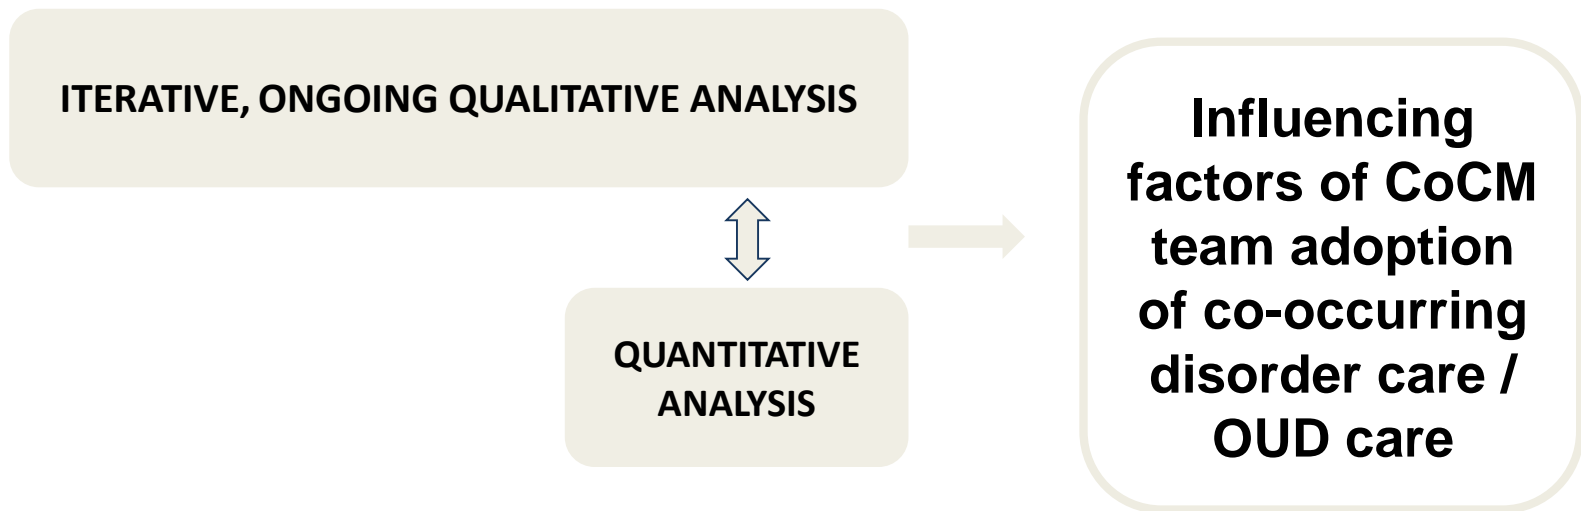 ITERATIVE, ONGOING QUALITATIVE ANALYSIS
QUANTITATIVE
ANALYSIS
Influencing
factors of CoCM
team adoption
of co-occurring
disorder care /
OUD care